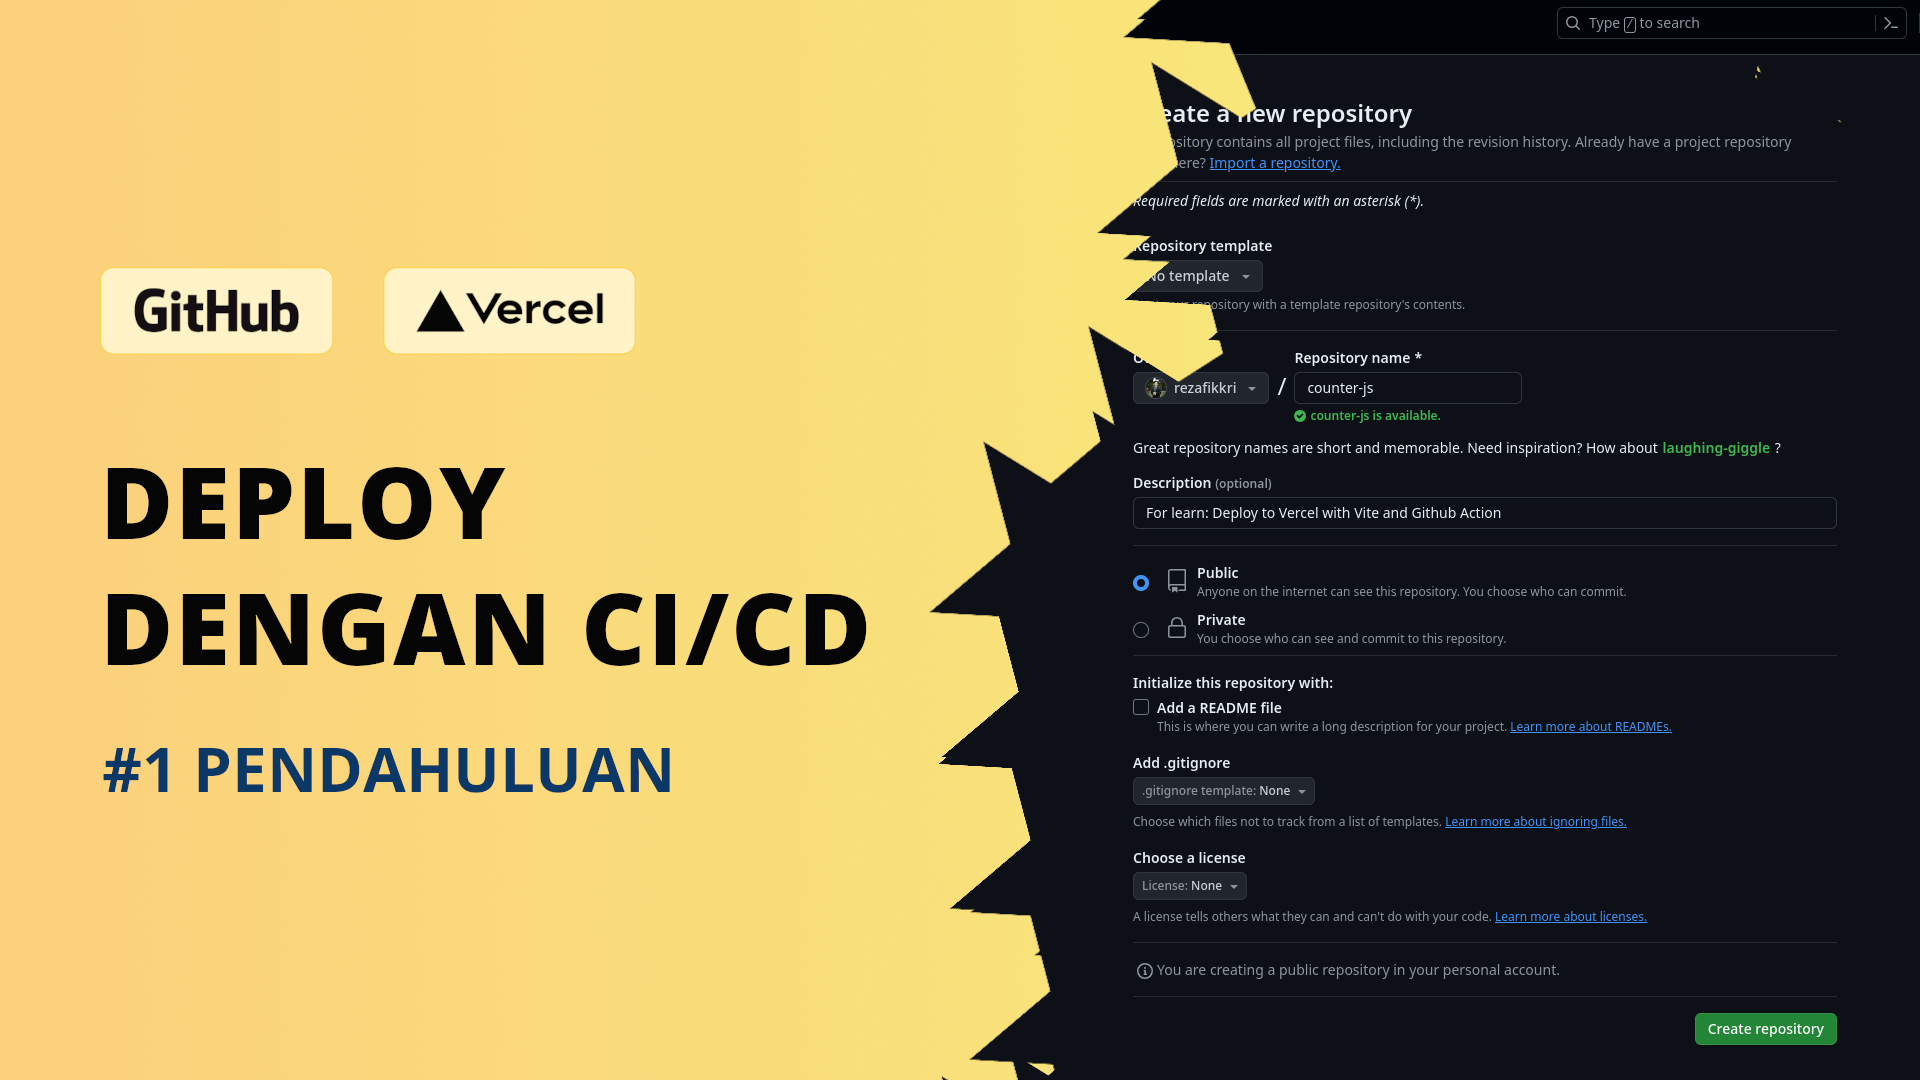 GitHub
Vercel
DEPLOY
DENGAN CI/CD
#1 PENDAHULUAN
Type / to search
a new repository
contains all project files, including the revision history. Already have a project repository
Import a repository.
Required fields are marked with an asterisk (*).
Repository template
No template
repository with a template repository's contents.
Repository name *
rezafikkri
/
counter-js
counter-js is available.
Great repository names are short and memorable. Need inspiration? How about laughing-giggle ?
Description (optional)
For learn: Deploy to Vercel with Vite and Github Action
Public
Anyone on the internet can see this repository. You choose who can commit.
Private
You choose who can see and commit to this repository.
Initialize this repository with:
Add a README file
This is where you can write a long description for your project. Learn more about READMEs.
Add .gitignore
.gitignore template: None
Choose which files not to track from a list of templates. Learn more about ignoring files.
Choose a license
License: None
A license tells others what they can and can't do with your code. Learn more about licenses.
You are creating a public repository in your personal account.
Create repository